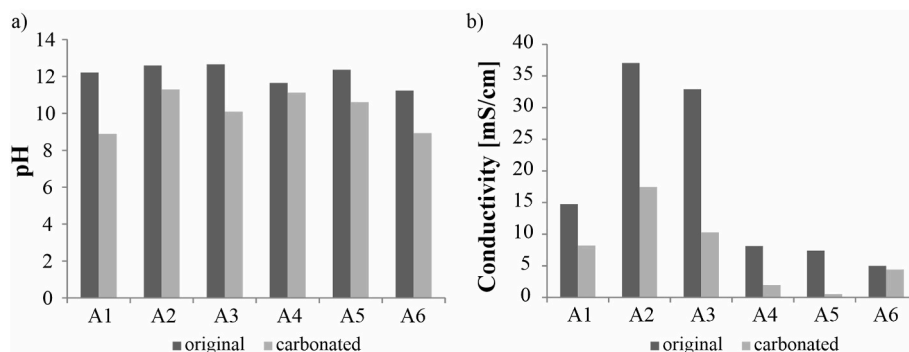 a)
14
12
10
8
6
4
2
0
pH
A1 A2 A3 A4 A5 A6
original carbonated
b)
40
35
30
25
20
15
10
5
0
Conductivity [mS/cm]
A1 A2 A3 A4 A5 A6
original carbonated